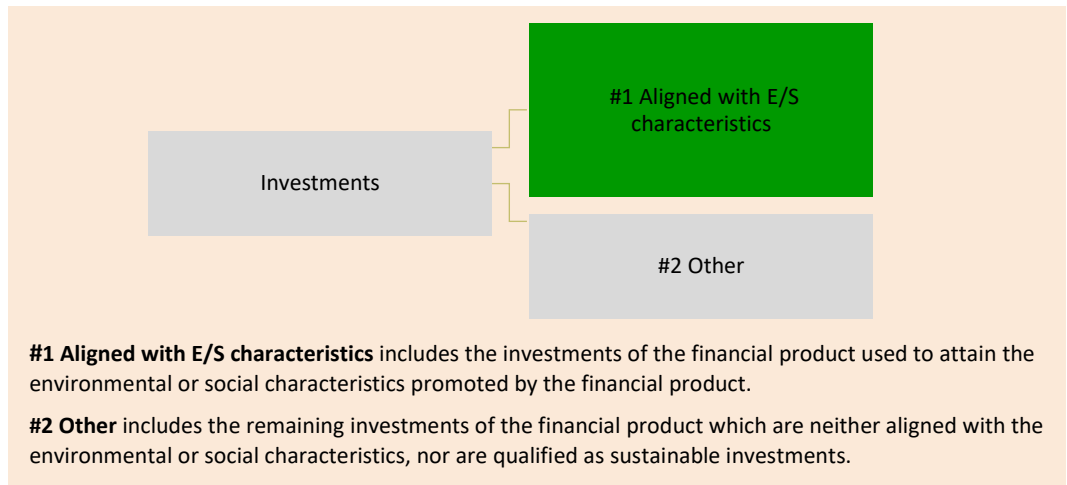 #1 Aligned with E/S
characteristics
Investments
#2 Other
#1 Aligned with E/S characteristics includes the investments of the financial product used to attain the
environmental or social characteristics promoted by the financial product.
#2 Other includes the remaining investments of the financial product which are neither aligned with the
environmental or social characteristics, nor are qualified as sustainable investments.